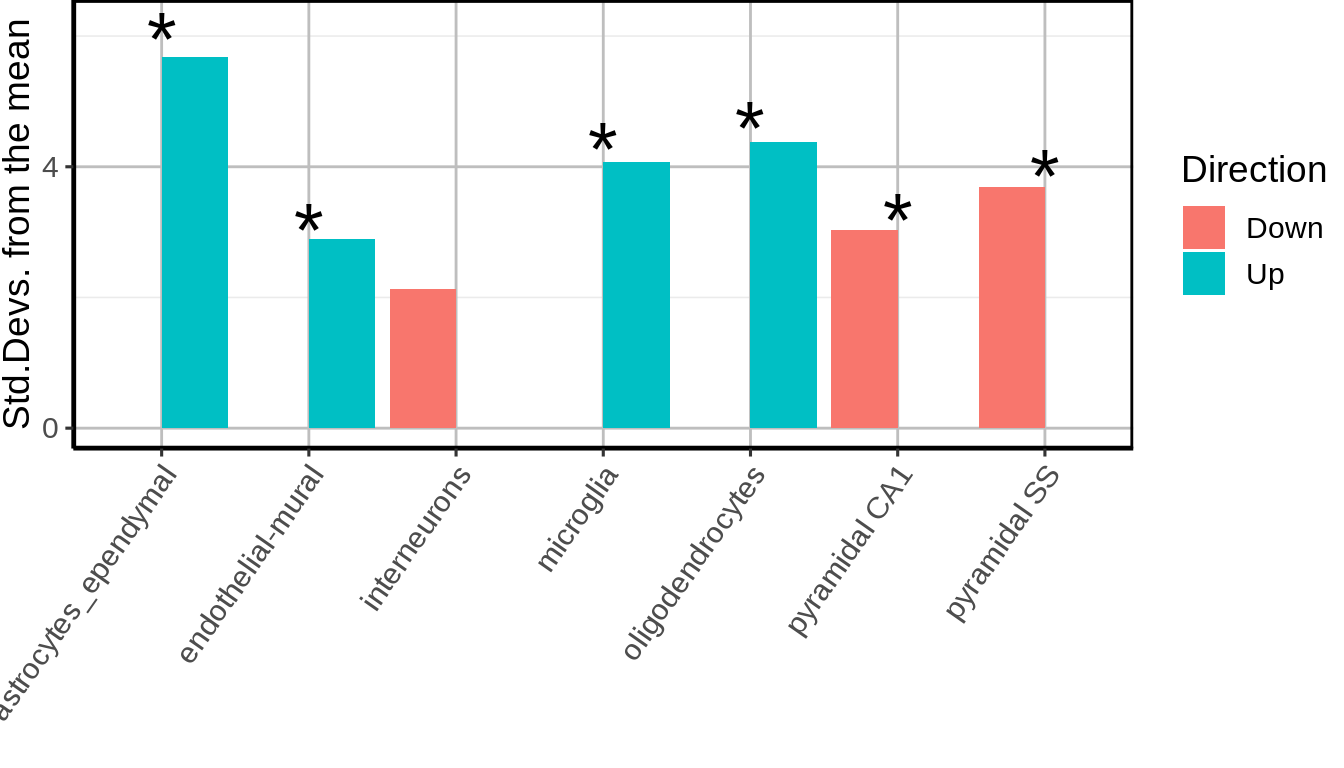 Std.Devs. from the mean
4
0
*
*
*
*
*
*
astrocytes_ependymal
endothelial-mural
interneurons
microglia
oligodendrocytes
pyramidal CA1
pyramidal SS
Direction
Down
Up